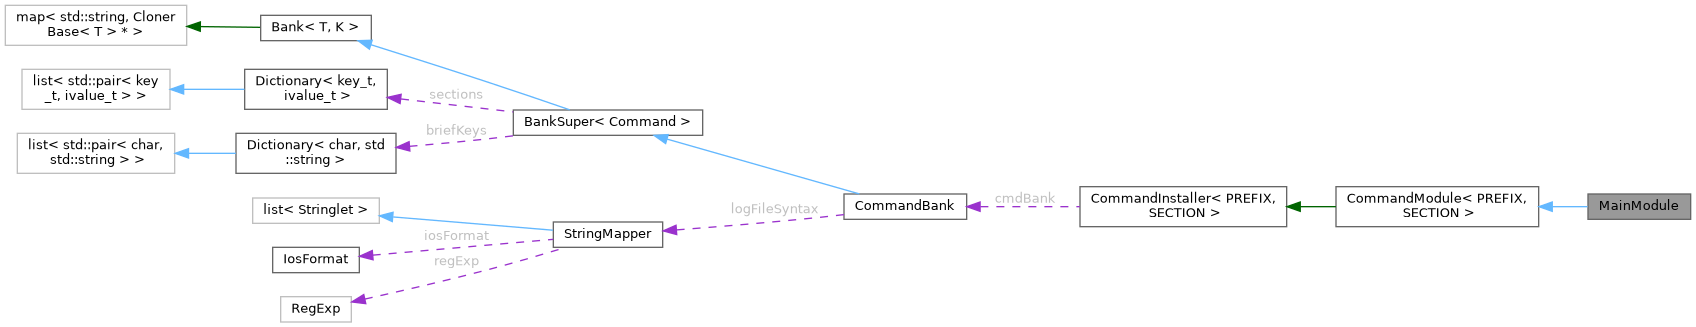 map< std::string, Cloner
Base< T > * >
Bank< T, K >
list< std::pair< key
_t, ivalue_t > >
Dictionary< key_t,
ivalue_t >
sections
BankSuper< Command >
briefKeys
list< std::pair< char,
std::string > >
Dictionary< char, std
::string >
list< Stringlet >
logFileSyntax
CommandBank
cmdBank
CommandInstaller< PREFIX,
SECTION >
CommandModule< PREFIX,
SECTION >
MainModule
iosFormat
StringMapper
IosFormat
regExp
RegExp